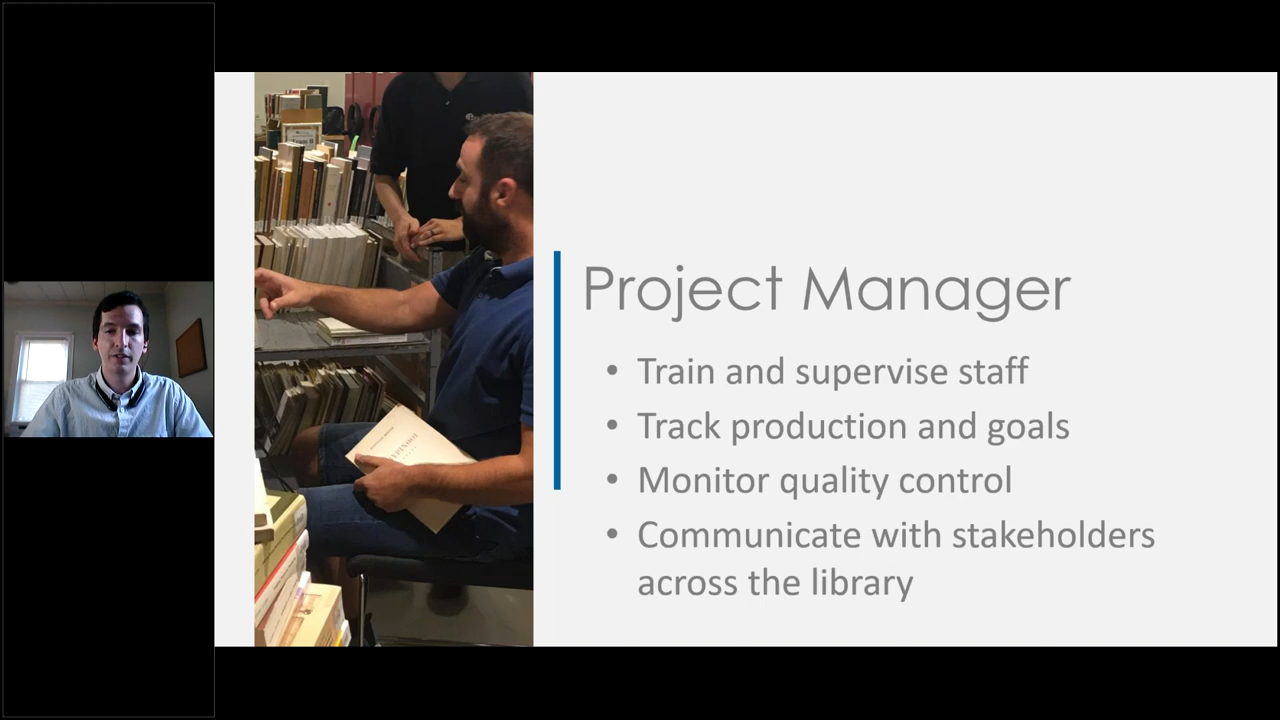 Project Manager
• Train and supervise staff
• Track production and goals
• Monitor quality control
• Communicate with stakeholders
across the library